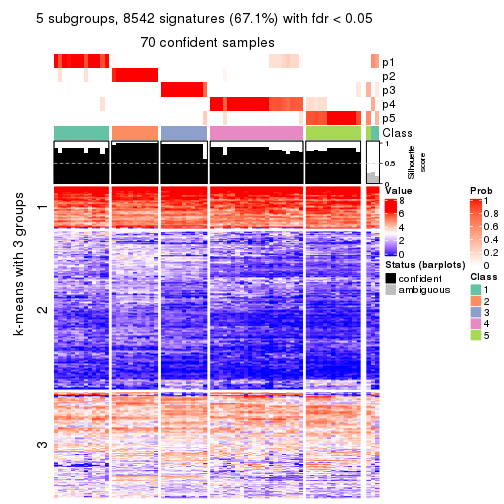 5 subgroups, 8542 signatures (67.1%) with fdr < 0.05
70 confident samples
p1
p2
p3
p4
p5
Class
1
0.5
0
Silhouette
score
k-means with 3 groups
1
2
3
Value
8
6
4
2
0
Status (barplots)
confident
ambiguous
Prob
1
0.8
0.6
0.4
0.2
0
Class
1
2
3
4
5